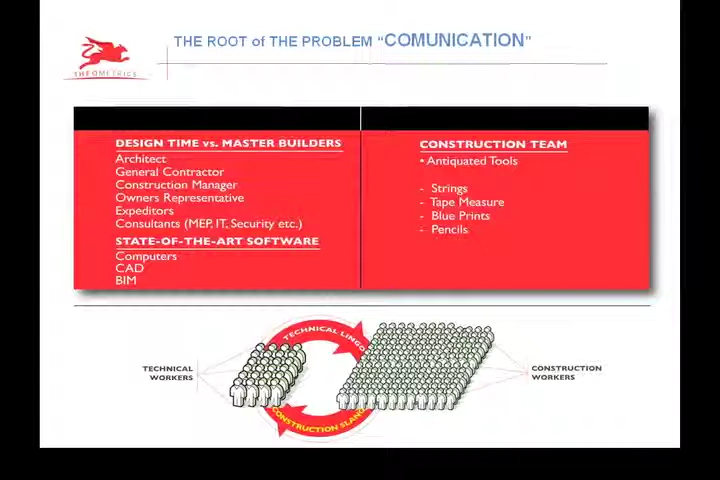 THE ROOT of THE PROBLEM “COMUNICATION”
THEOMETRICS
DESIGN TIME vs. MASTER BUILDERS
Architect
General Contractor
Construction Manager
Owners Representative
Expeditors
Consultants (MEP, IT, Security etc.)
STATE-OF-THE-ART SOFTWARE
Computers
CAD
BIM
CONSTRUCTION TEAM
• Antiquated Tools
- Strings
- Tape Measure
- Blue Prints
- Pencils
TECHNICAL LINGO
TECHNICAL
WORKERS
CONSTRUCTION
WORKERS
CONSTRUCTION SLANG